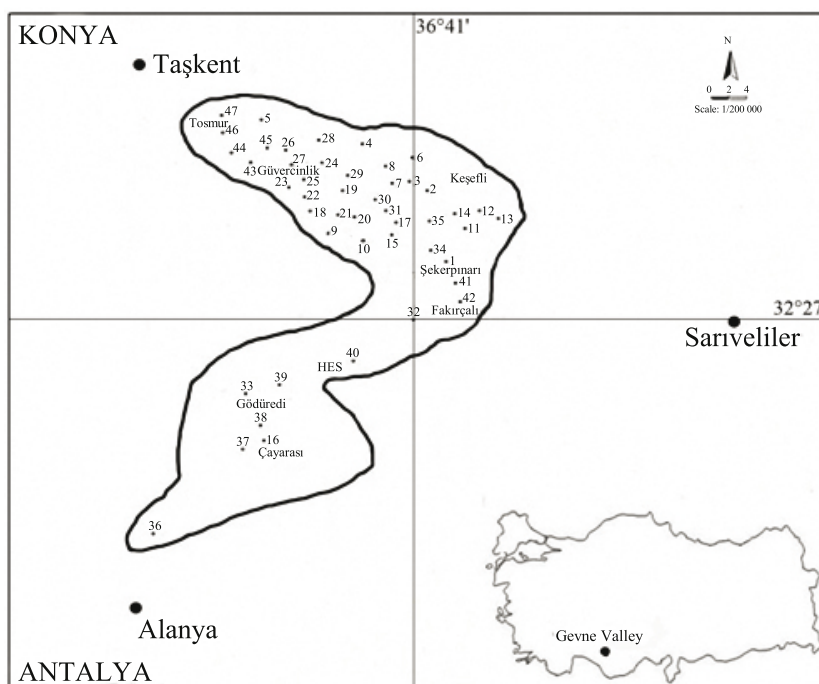 KONYA
36°41'
Taşkent
N
0 2 4
Scale: 1/200 000
47
5
Tosmur
46
28
4
45
26
6
44
27
24
8
43
Güvercinlik
29
Keşefli
25
7
3
23
19
2
22
30
18
21
20
31
17
35
14
12
13
11
9
10
15
34
1
Şekerpınarı
41
42
Fakırçalı
32
32°27
Sarıveliler
40
HES
33
39
Gödüredi
38
37
16
Çayarası
36
Alanya
Gevne Valley
ANTALYA